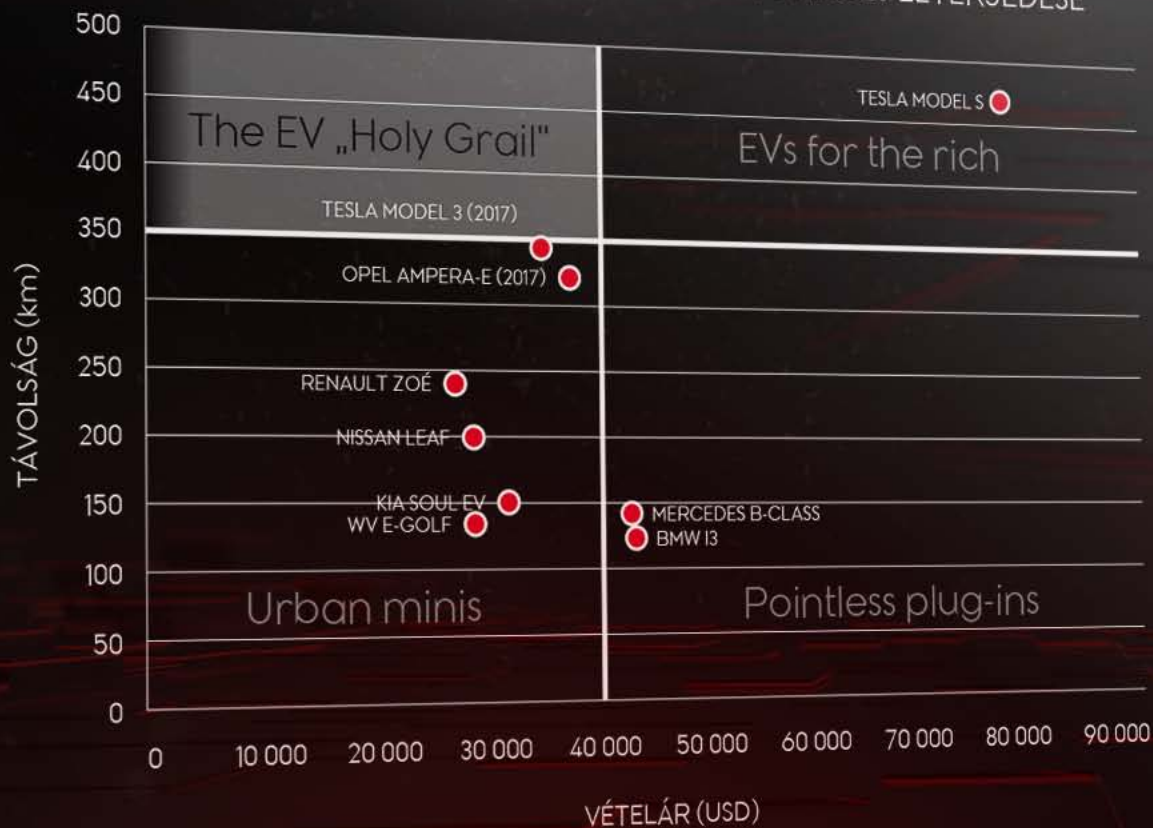 500
450
400
350
300
250
200
150
100
50
0
TÁVOLSÁG (km)
The EV „Holy Grail"
EVs for the rich
TESLA MODEL S
TESLA MODEL 3 (2017)
OPEL AMPERA-E (2017)
RENAULT ZOÉ
NISSAN LEAF
KIA SOUL EV
WV E-GOLF
MERCEDES B-CLASS
BMW I3
Urban minis
Pointless plug-ins
0 10 000 20 000 30 000 40 000 50 000 60 000 70 000 80 000 90 000
VÉTELÁR (USD)